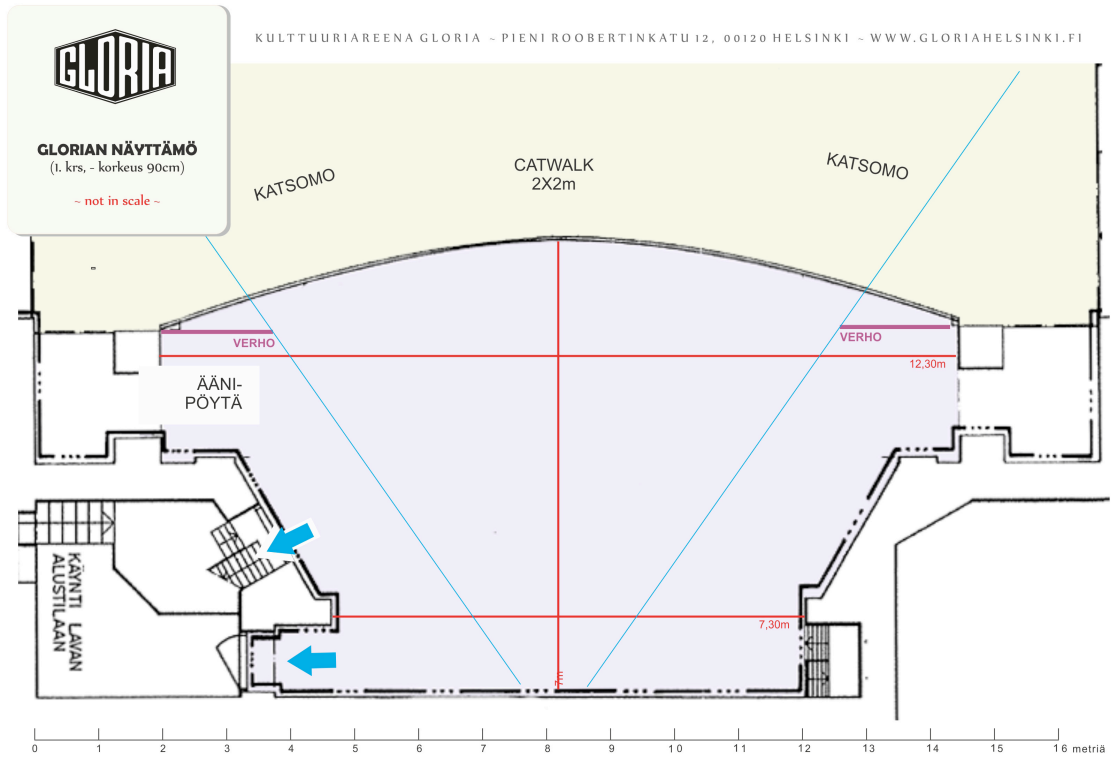 GLORIA
KULTTUURIAREENA GLORIA ~ PIENI ROOBERTINKATU 12, 00120 HELSINKI ~ WWW.GLORIAHELSINKI.FI
GLORIAN NÄYTTÄMÖ
(1. krs, - korkeus 90cm)
~ not in scale ~
KATSOMO
CATWALK
2X2m
KATSOMO
VERHO
VERHO
12,30m
ÄÄNI-
PÖYTÄ
KÄYNTI LAVAN
ALUSTILAAN
7,30m
0 1 2 3 4 5 6 7 8 9 10 11 12 13 14 15 16 metriä